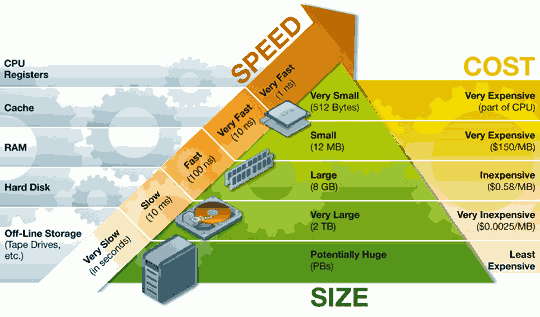 SPEED
COST
CPU
Registers
Very Fast
(1 ns)
Very Small
(512 Bytes)
Very Expensive
(part of CPU)
Cache
Very Fast
(10 ns)
Small
(12 MB)
Very Expensive
($150/MB)
RAM
Fast
(100 ns)
Large
(8 GB)
Inexpensive
($0.58/MB)
Hard Disk
Slow
(10 ms)
Very Large
(2 TB)
Very Inexpensive
($0.0025/MB)
Off-Line Storage
(Tape Drives,
etc.)
Very Slow
(in seconds)
Potentially Huge
(PBs)
Least
Expensive
SIZE